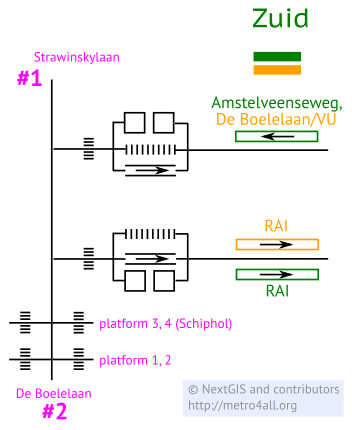 Zuid
Strawinskylaan
#1
Amstelveenseweg,
De Boelelaan/VU
RAI
RAI
platform 3, 4 (Schiphol)
platform 1, 2
De Boelelaan
#2
© NextGIS and contributors
http://metro4all.org